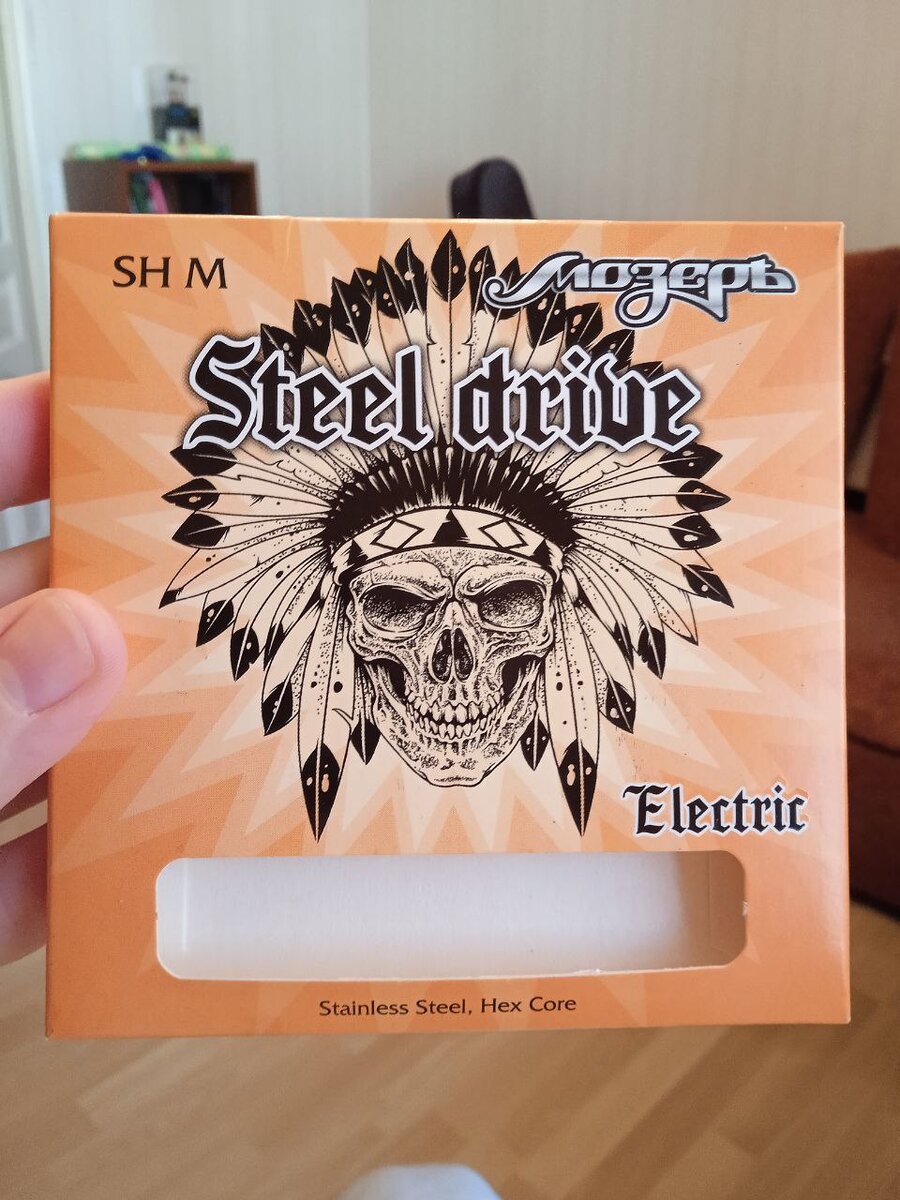 SH M
Мозеръ
Steel drive
Electric
Stainless Steel, Hex Core